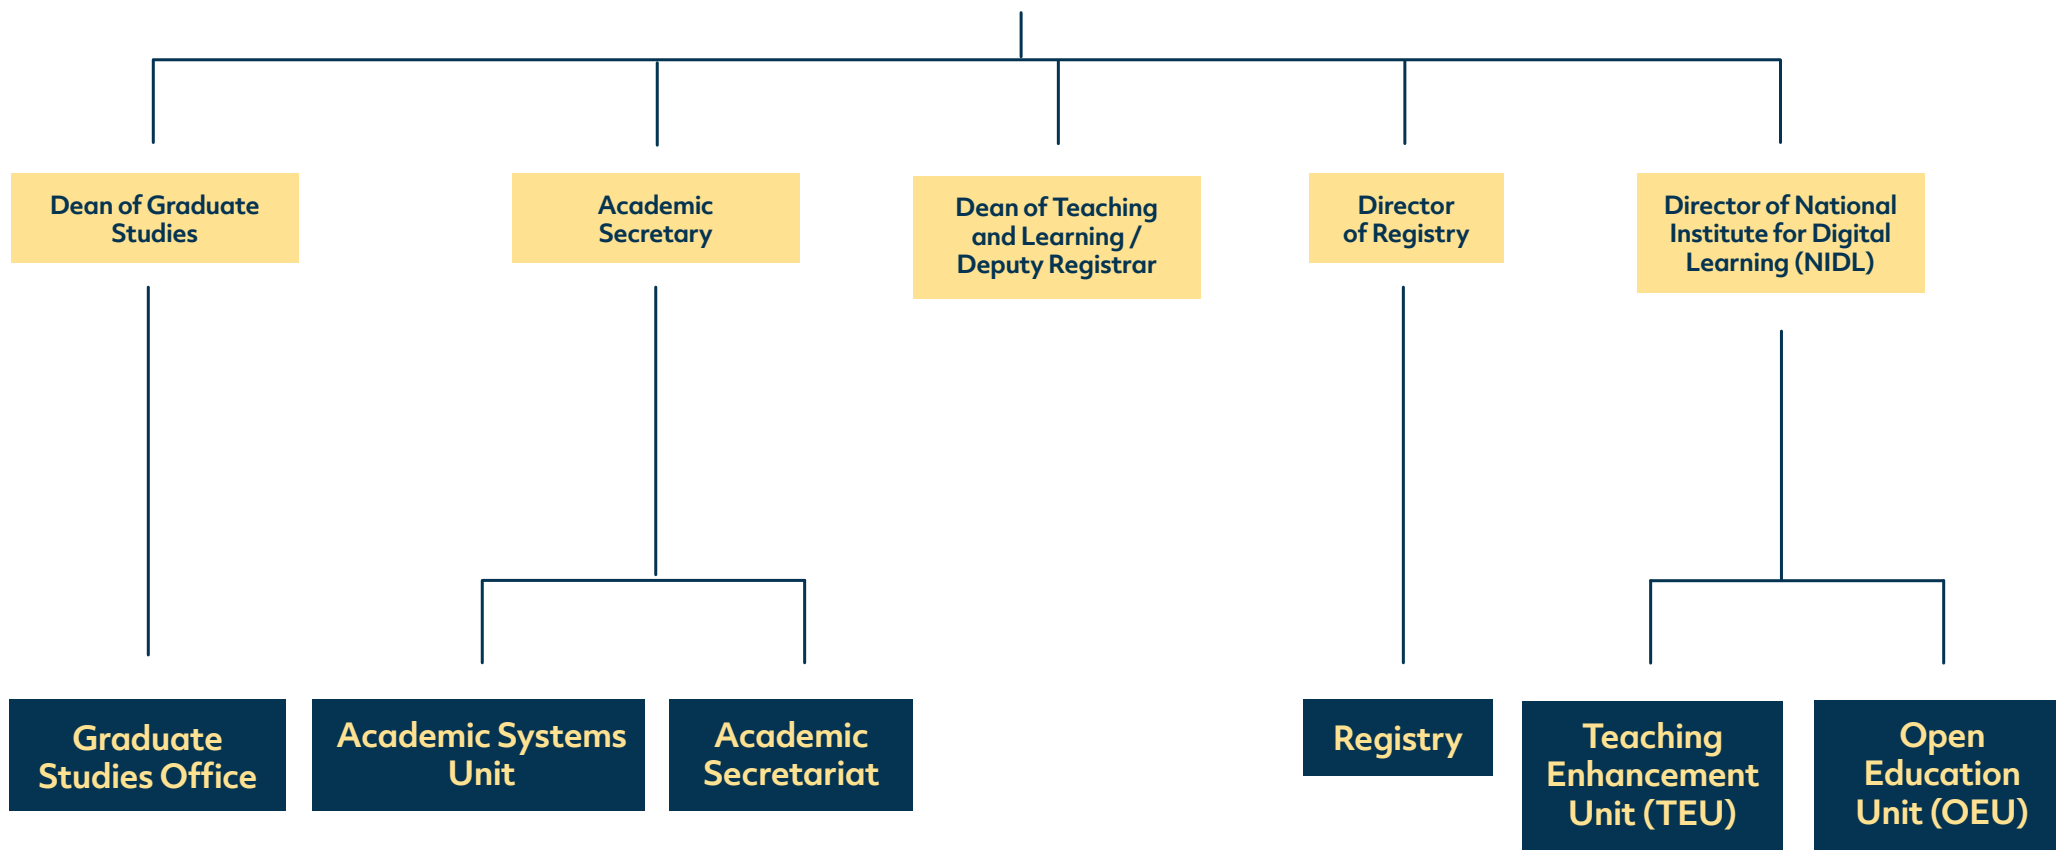 Dean of Graduate
Studies
Academic
Secretary
Dean of Teaching
and Learning /
Deputy Registrar
Director
of Registry
Director of National
Institute for Digital
Learning (NIDL)
Graduate
Studies Office
Academic Systems
Unit
Academic
Secretariat
Registry
Teaching
Enhancement
Unit (TEU)
Open
Education
Unit (OEU)